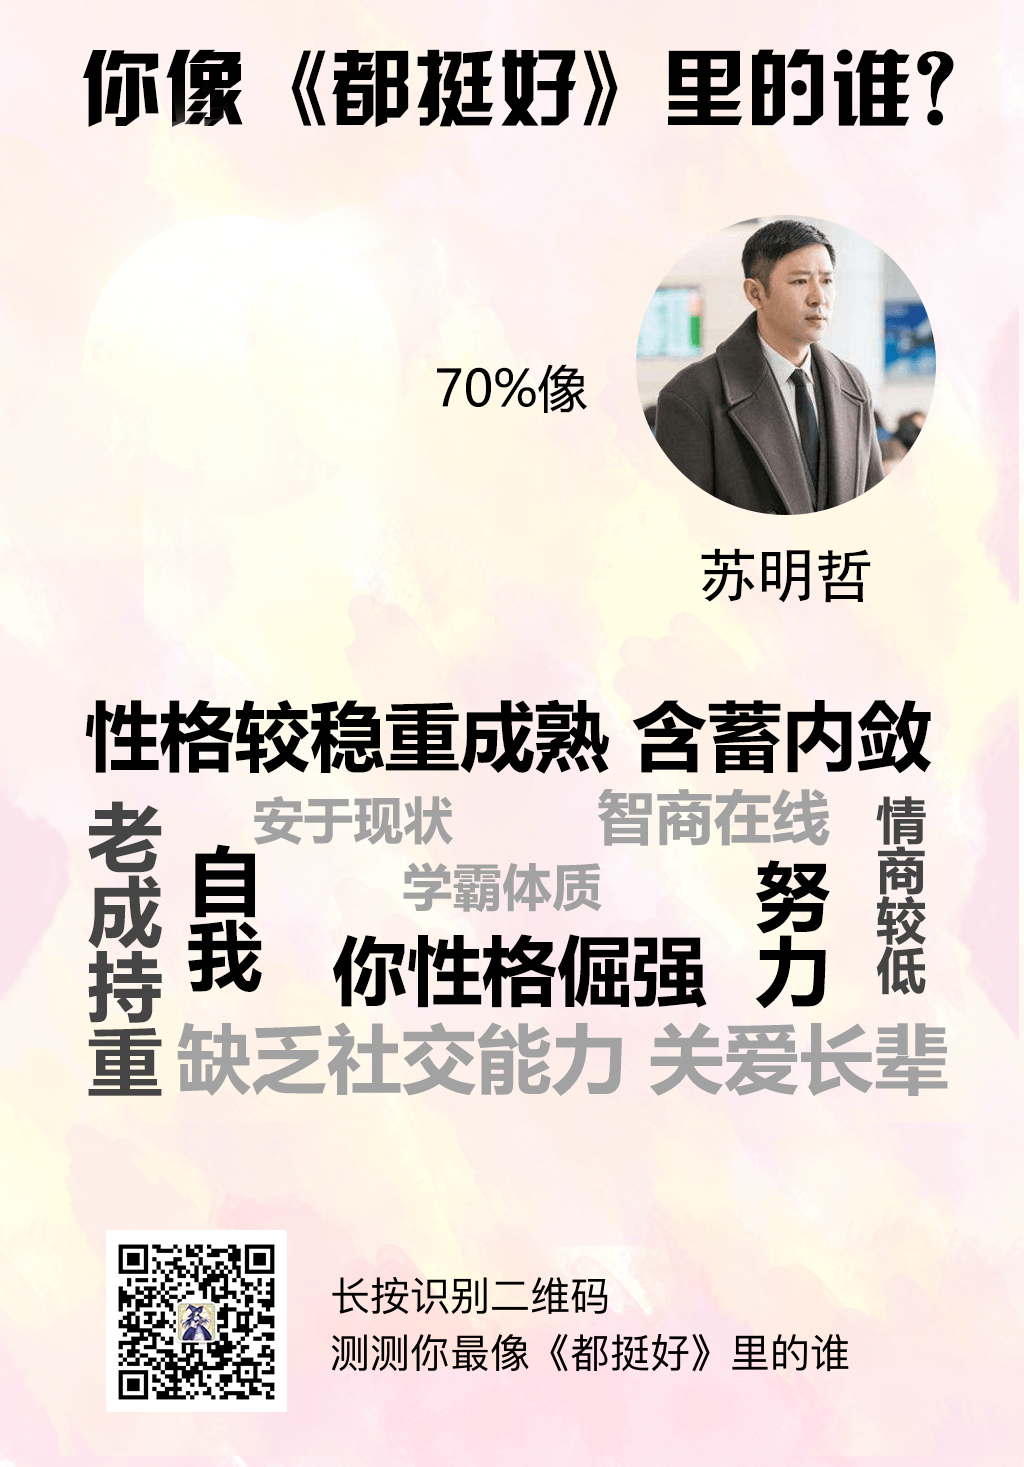 你像《都挺好》里的谁?
70%像
苏明哲
性格较稳重成熟 含蓄内敛
老成持重
安于现状
智商在线
情商较低
自我
学霸体质
努力
你性格倔强
缺乏社交能力
关爱长辈
长按识别二维码
测测你最像《都挺好》里的谁